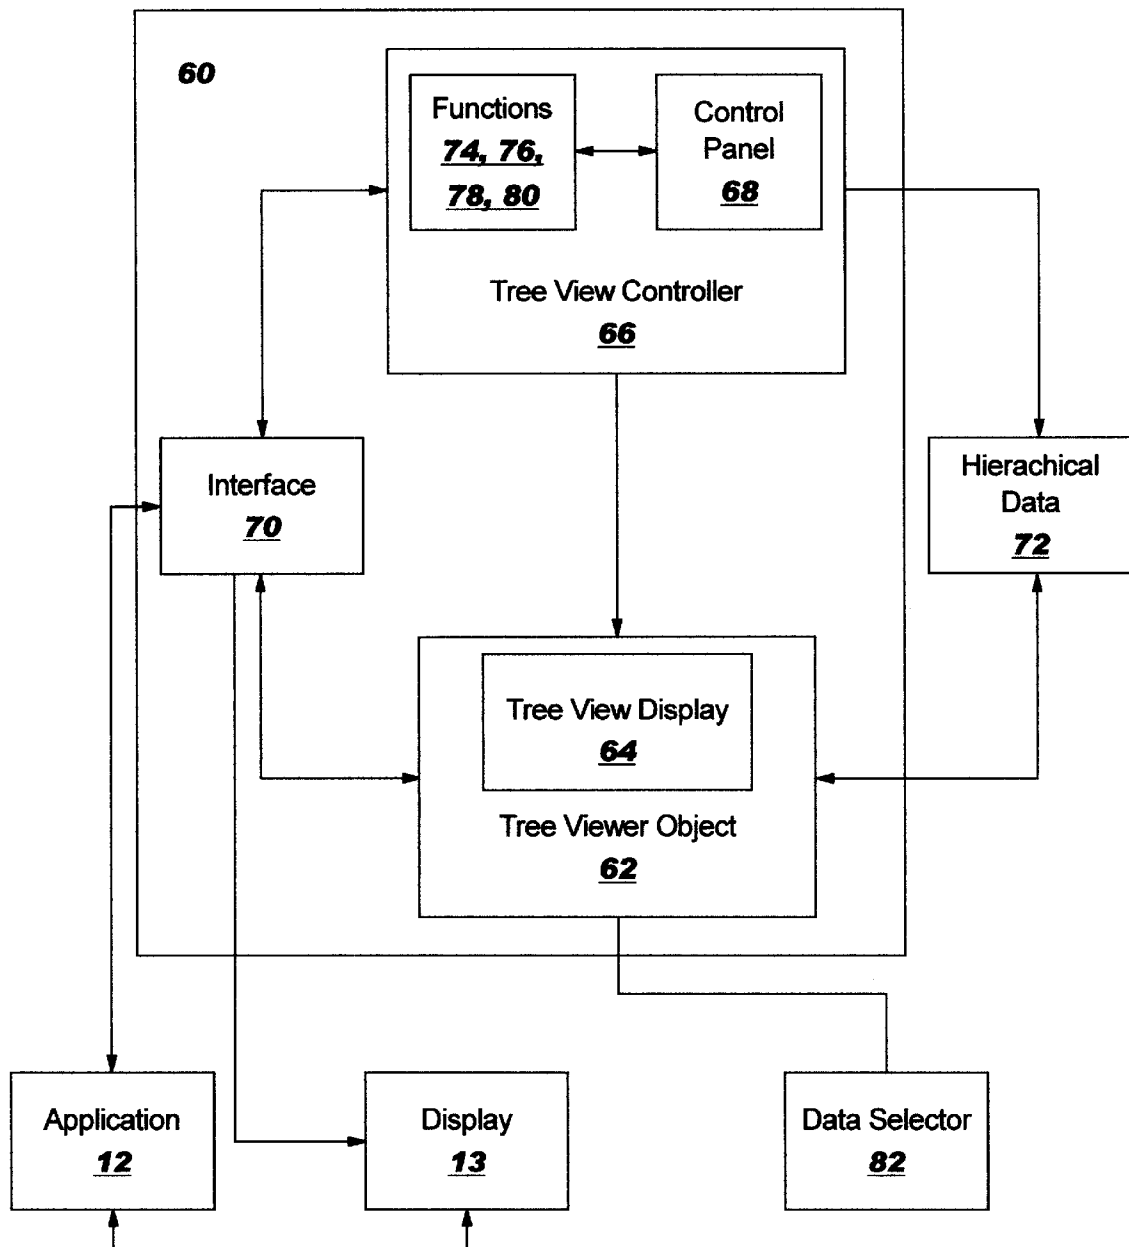 60
Functions
74, 76,
78, 80
Control
Panel
68
Tree View Controller
66
Interface
70
Hierachical
Data
72
Tree View Display
64
Tree Viewer Object
62
Application
12
Display
13
Data Selector
82